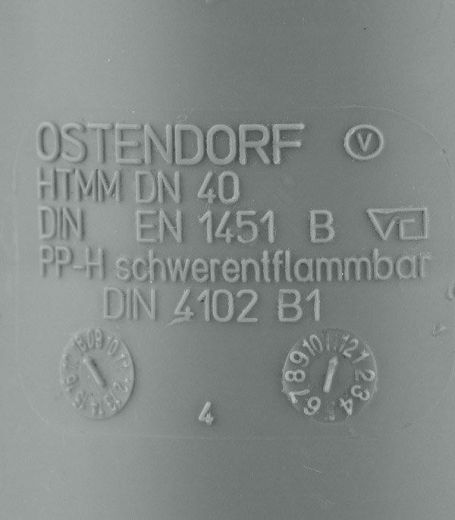 OSTENDORF V
HTMM DN 40
DIN EN 1451 B
PP-H schwerentflammbar
DIN 4102 B1
4